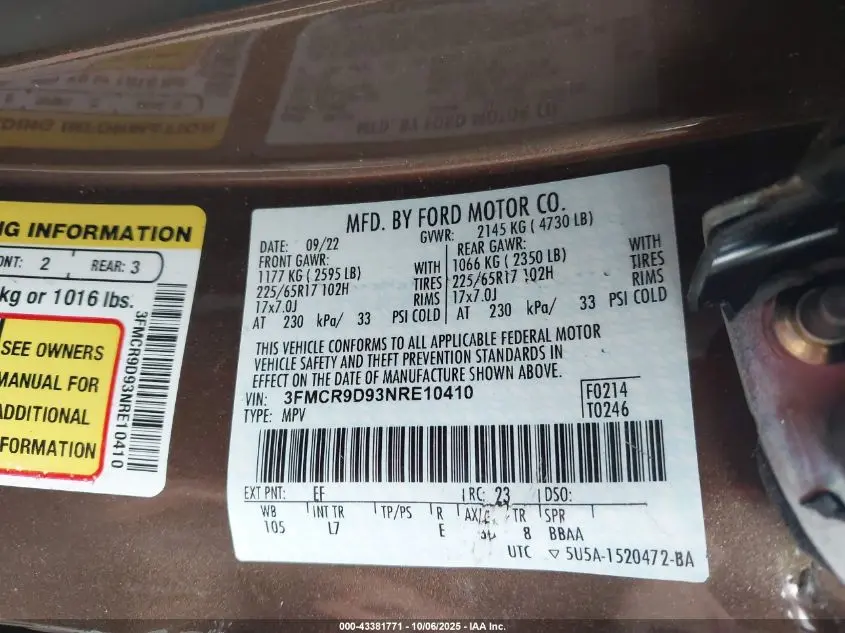 NG INFORMATION
ONT: 2 REAR: 3
kg or 1016 lbs.
SEE OWNERS
MANUAL FOR
ADDITIONAL
FORMATION
3FMCR9D93NRE10410
MFD. BY FORD MOTOR CO.
DATE: 09/22 GVWR: 2145 KG ( 4730 LB)
FRONT GAWR: REAR GAWR:
1177 KG ( 2595 LB) WITH 1066 KG ( 2350 LB) WITH
225/65R17 102H TIRES 225/65R17 102H TIRES
17x7.0J RIMS 17x7.0J RIMS
AT 230 kPa/ 33 PSI COLD AT 230 kPa/ 33 PSI COLD
THIS VEHICLE CONFORMS TO ALL APPLICABLE FEDERAL MOTOR
VEHICLE SAFETY AND THEFT PREVENTION STANDARDS IN
EFFECT ON THE DATE OF MANUFACTURE SHOWN ABOVE.
VIN: 3FMCR9D93NRE10410 F0214
TYPE: MPV T0246
EXT PNT: EF RC: 23 DSO:
WB INT TR TP/PS R TR SPR
105 L7 E 8 BBAA
UTC ▽ 5U5A-1520472-BA
000-43381771 - 10/06/2025 - IAA Inc.